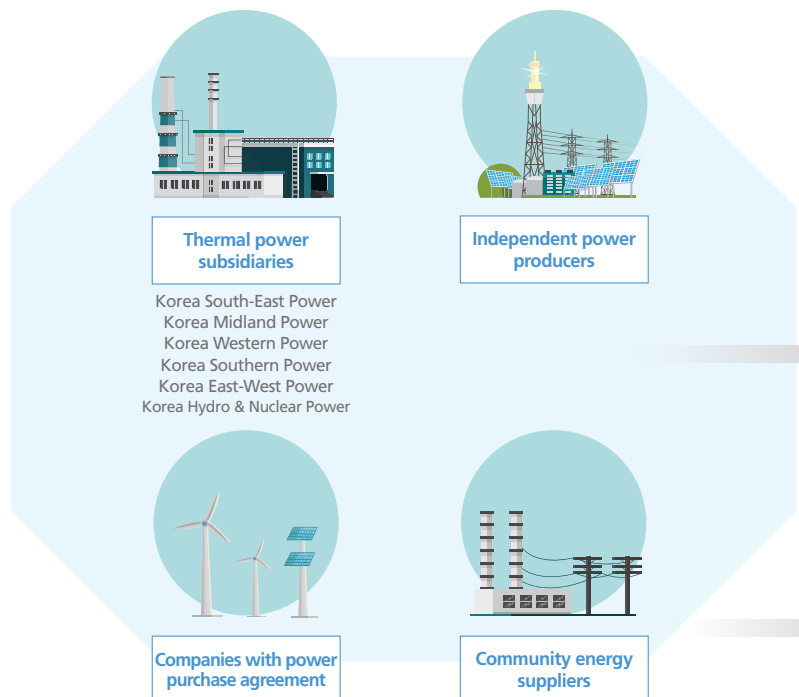 Thermal power
subsidiaries
Independent power
producers
Korea South-East Power
Korea Midland Power
Korea Western Power
Korea Southern Power
Korea East-West Power
Korea Hydro & Nuclear Power
Companies with power
purchase agreement
Community energy
suppliers